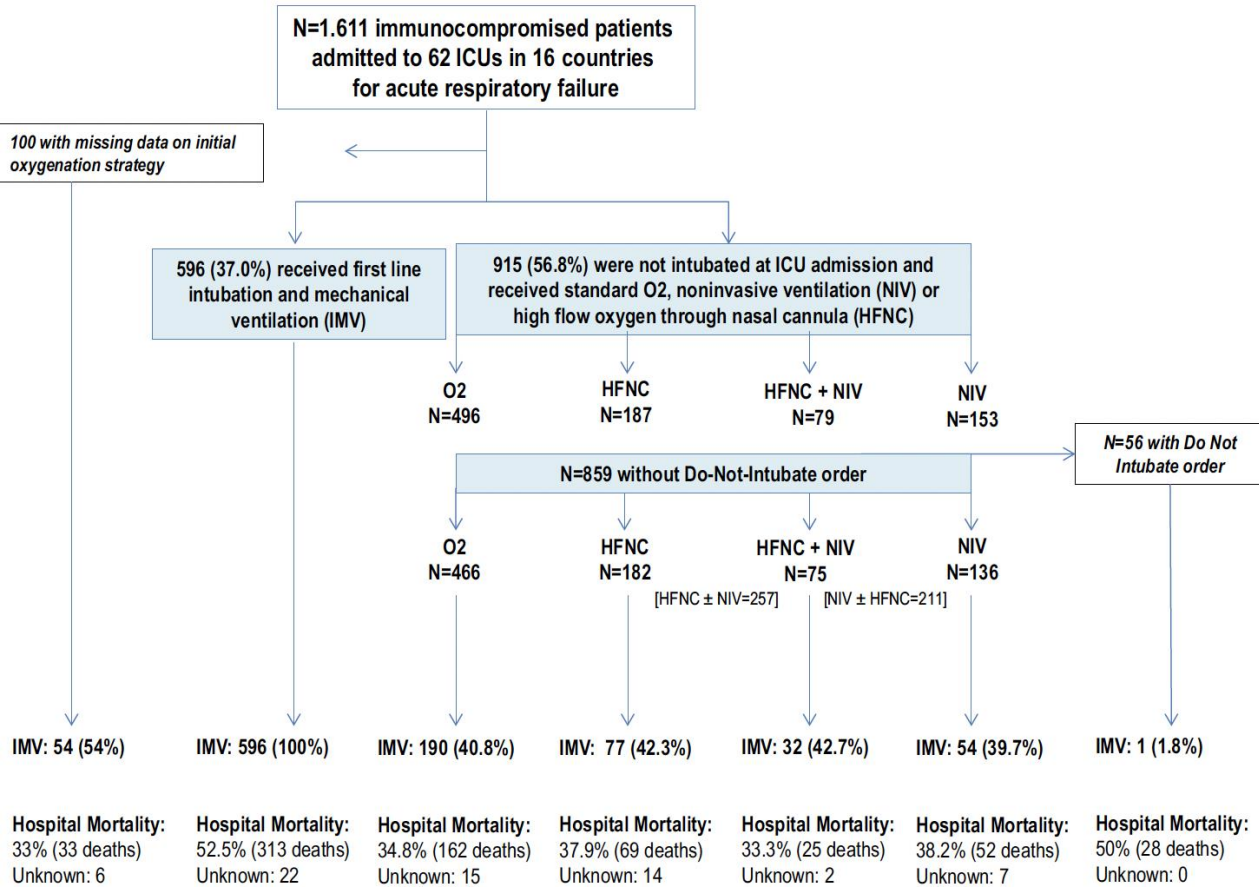 N=1.611 immunocompromised patients
admitted to 62 ICUs in 16 countries
for acute respiratory failure
100 with missing data on initial
oxygenation strategy
596 (37.0%) received first line
intubation and mechanical
ventilation (IMV)
915 (56.8%) were not intubated at ICU admission and
received standard O2, noninvasive ventilation (NIV) or
high flow oxygen through nasal cannula (HFNC)
O2
N=496
HFNC
N=187
HFNC + NIV
N=79
NIV
N=153
N=56 with Do Not
Intubate order
N=859 without Do-Not-Intubate order
O2
N=466
HFNC
N=182
HFNC + NIV
N=75
NIV
N=136
[HFNC ± NIV=257]
[NIV ± HFNC=211]
IMV: 54 (54%)
IMV: 596 (100%)
IMV: 190 (40.8%)
IMV: 77 (42.3%)
IMV: 32 (42.7%)
IMV: 54 (39.7%)
IMV: 1 (1.8%)
Hospital Mortality:
33% (33 deaths)
Unknown: 6
Hospital Mortality:
52.5% (313 deaths)
Unknown: 22
Hospital Mortality:
34.8% (162 deaths)
Unknown: 15
Hospital Mortality:
37.9% (69 deaths)
Unknown: 14
Hospital Mortality:
33.3% (25 deaths)
Unknown: 2
Hospital Mortality:
38.2% (52 deaths)
Unknown: 7
Hospital Mortality:
50% (28 deaths)
Unknown: 0